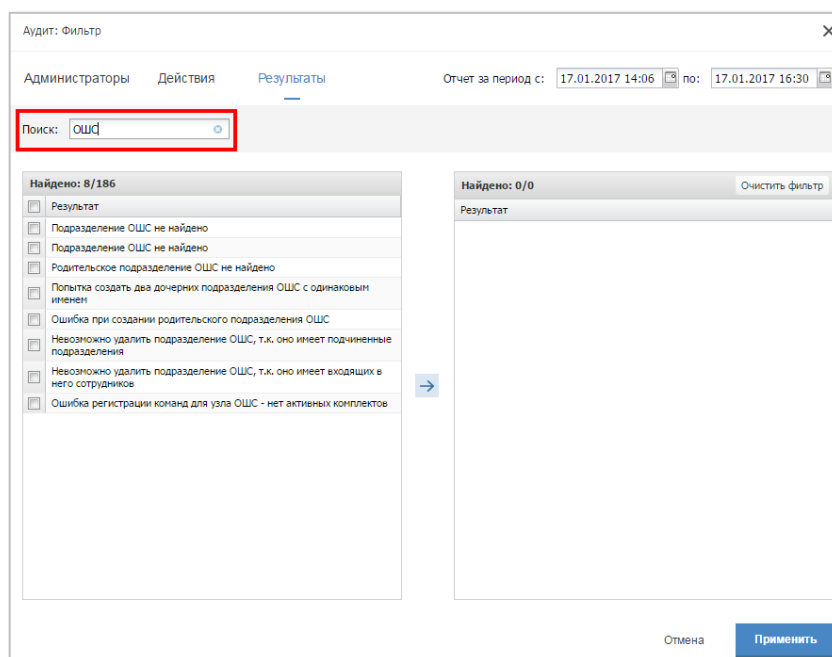 Аудит: Фильтр
Администраторы Действия Результаты Отчет за период с: 17.01.2017 14:06 по: 17.01.2017 16:30
Поиск: ОШС
Найдено: 8/186
Результат
Подразделение ОШС не найдено
Подразделение ОШС не найдено
Родительское подразделение ОШС не найдено
Попытка создать два дочерних подразделения ОШС с одинаковым
именем
Ошибка при создании родительского подразделения ОШС
Невозможно удалить подразделение ОШС, т.к. оно имеет подчиненные
подразделения
Невозможно удалить подразделение ОШС, т.к. оно имеет входящих в
него сотрудников
Ошибка регистрации команд для узла ОШС - нет активных комплектов
Найдено: 0/0 Очистить фильтр
Результат
Отмена Применить